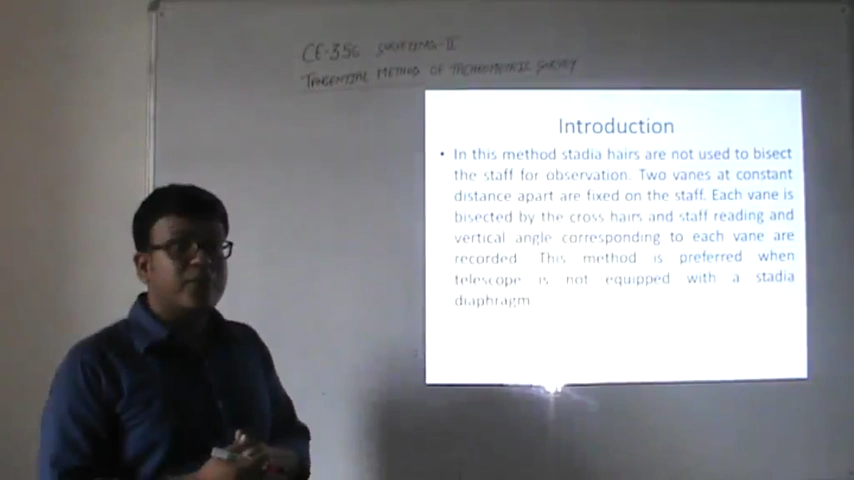 CE-356 SURVEYING-II
TANGENTIAL METHOD OF TACHEOMETRIC SURVEY
Introduction
• In this method stadia hairs are not used to bisect
the staff for observation. Two vanes at constant
distance apart are fixed on the staff. Each vane is
bisected by the cross hairs and staff reading and
vertical angle corresponding to each vane are
recorded This method is preferred when
telescope is not equipped with a stadia
diaphragm